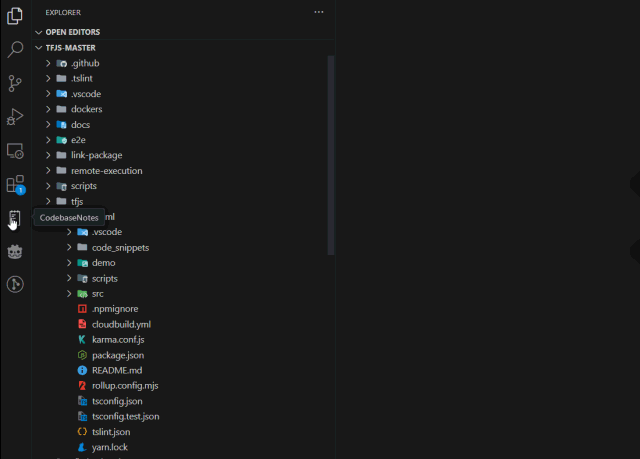 EXPLORER
OPEN EDITORS
TFJS-MASTER
.github
.tslint
.vscode
dockers
docs
e2e
link-package
remote-execution
scripts
tfjs
CodebaseNotes
.vscode
code_snippets
demo
scripts
src
.npmignore
cloudbuild.yml
karma.conf.js
package.json
README.md
rollup.config.mjs
tsconfig.json
tsconfig.test.json
tslint.json
yarn.lock
1